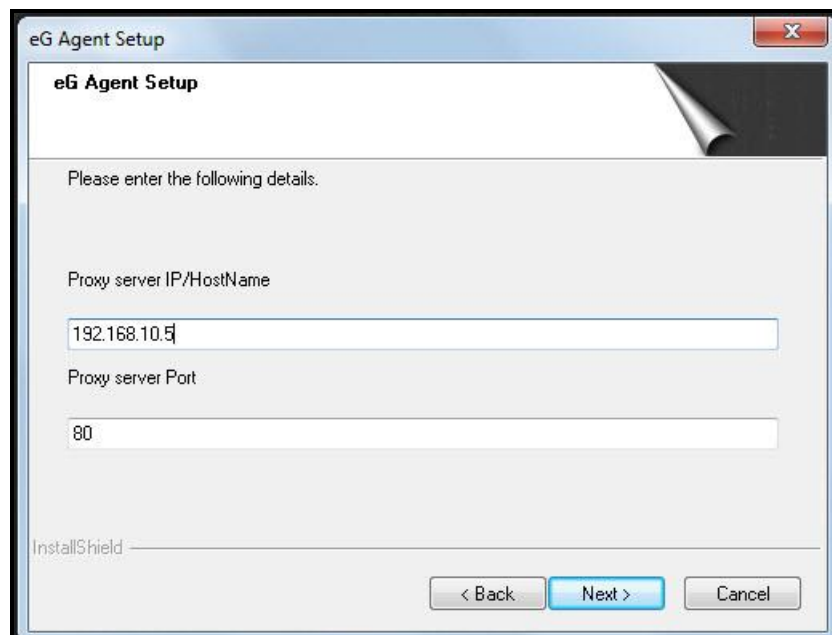 eG Agent Setup
eG Agent Setup
Please enter the following details.
Proxy server IP/HostName
192.168.10.5
Proxy server Port
80
InstallShield
< Back Next > Cancel